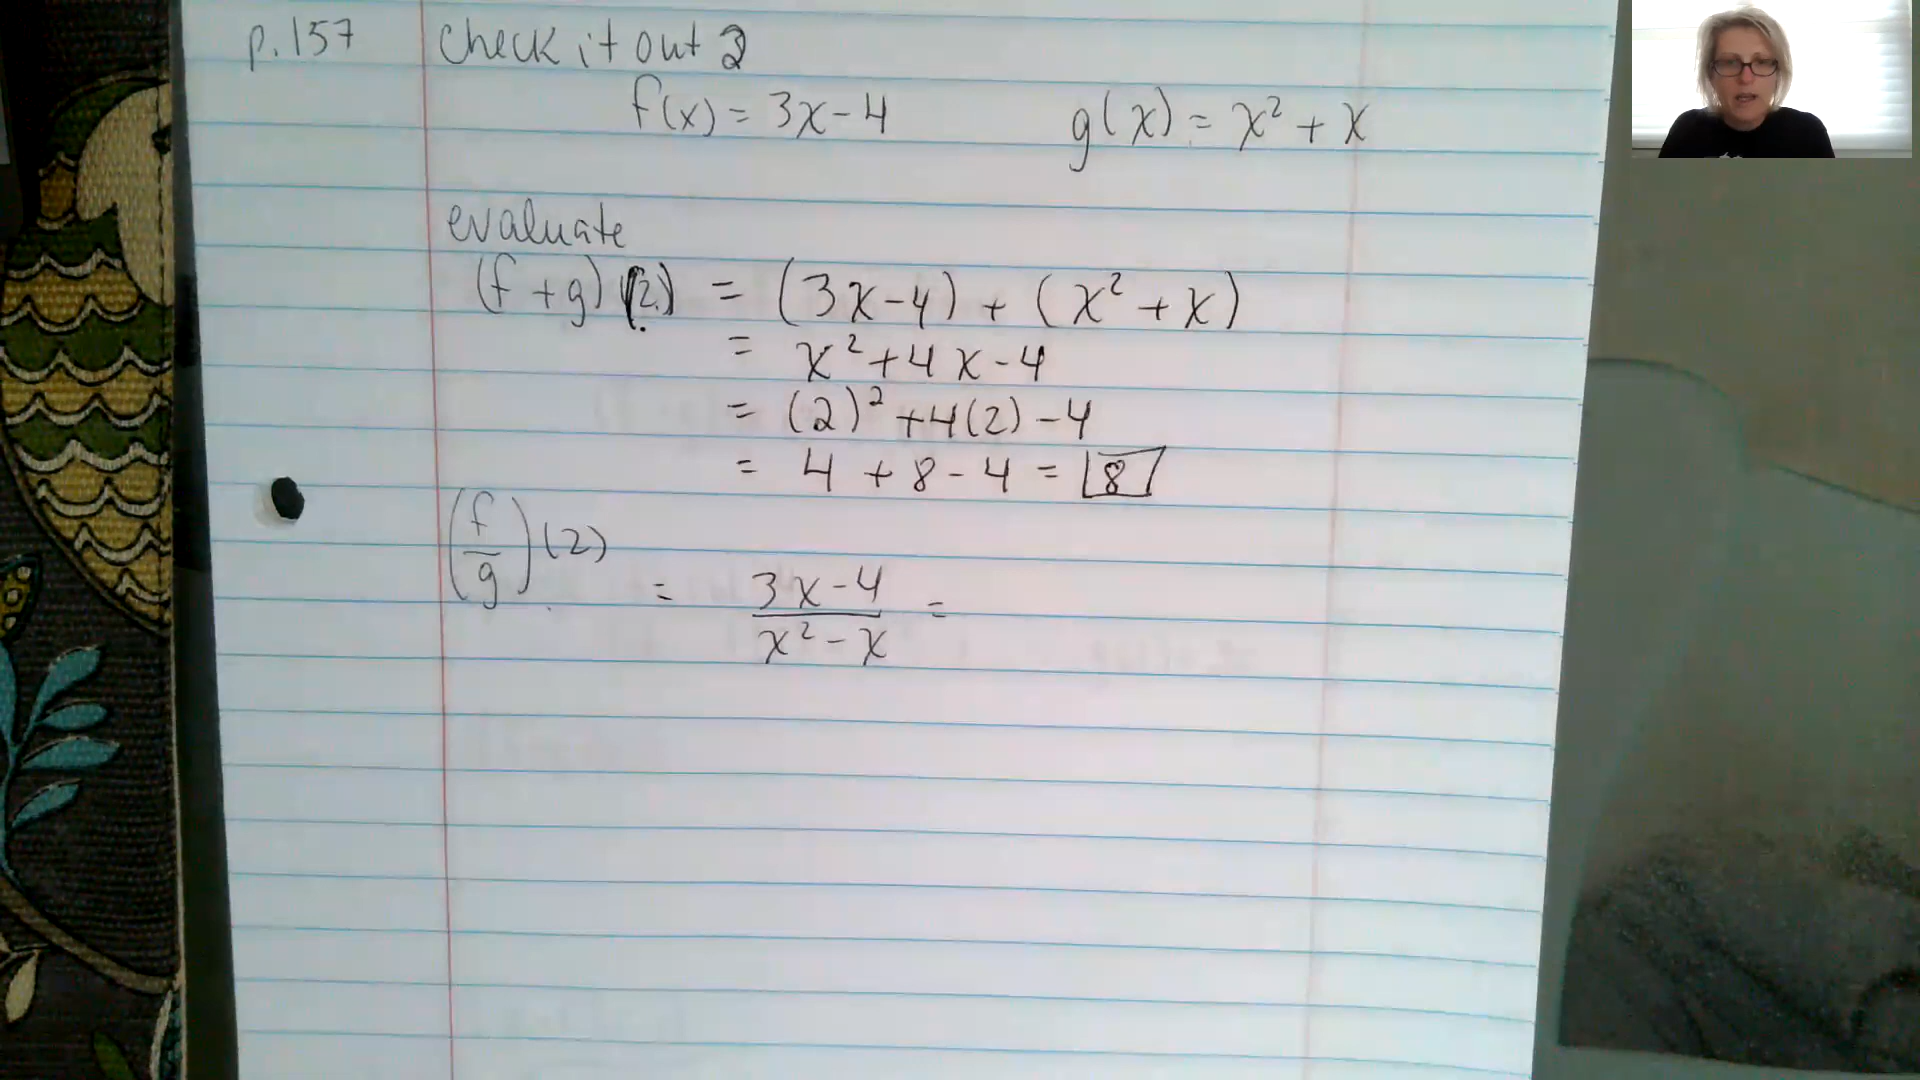 p.157 Check it out 2
f(x) = 3x - 4 g(x) = x² + x
evaluate
(f + g)(2) = (3x - 4) + (x² + x)
= x² + 4x - 4
= (2)² + 4(2) - 4
= 4 + 8 - 4 = 8
(f/g)(2) = (3x - 4)/(x² - x) =